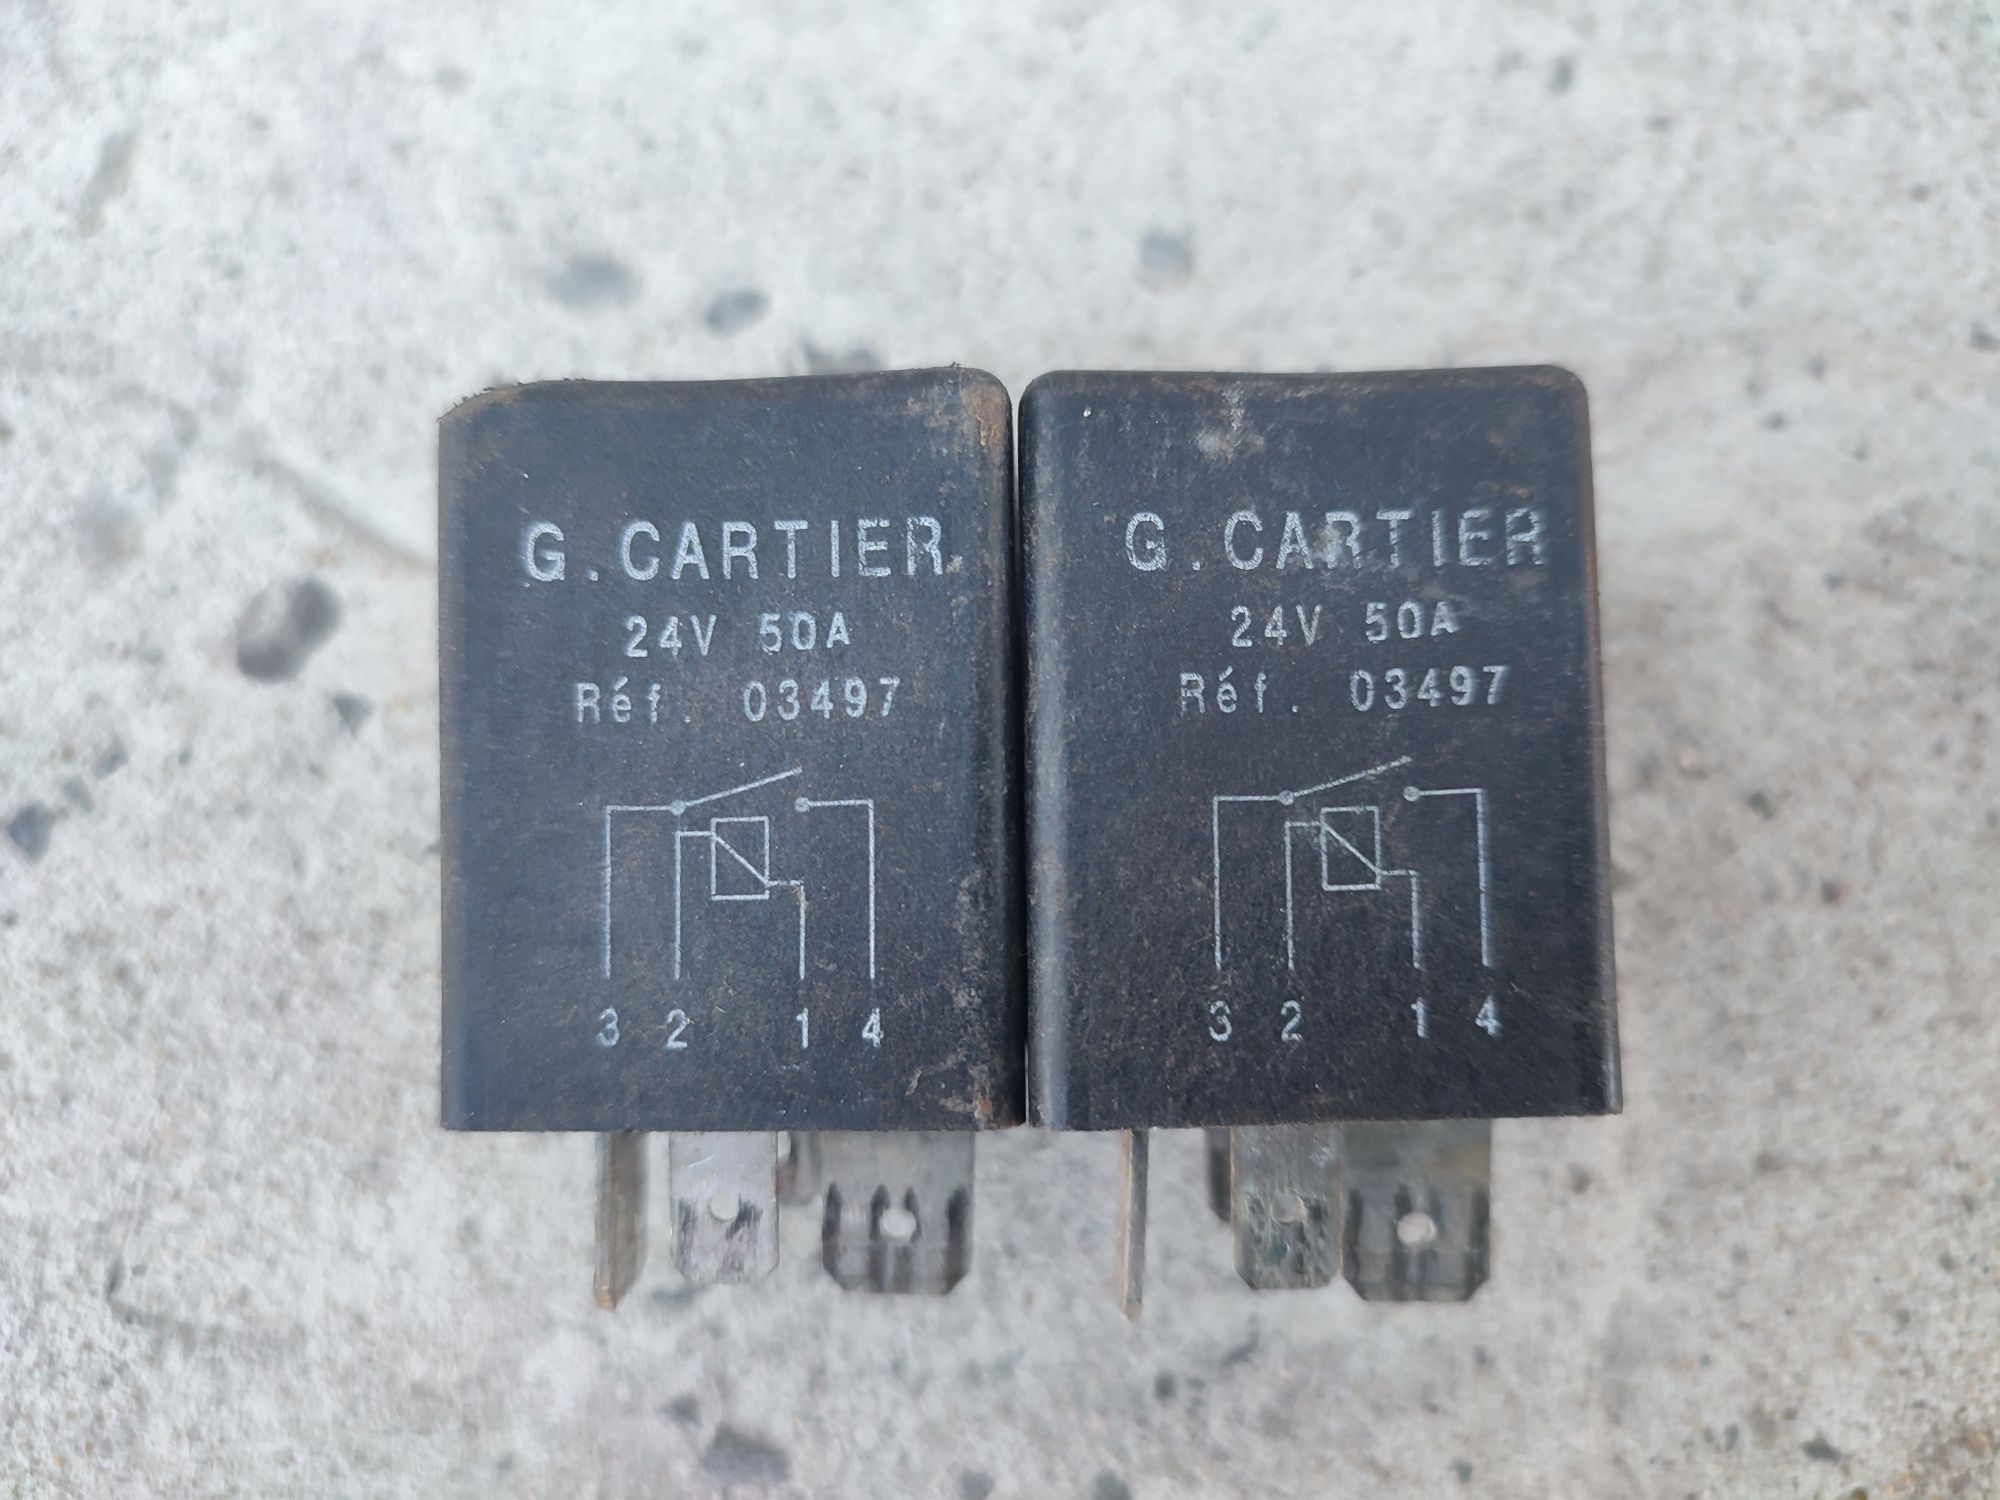 G.CARTIER
24V 50A
Réf. 03497
3 2 1 4
G.CARTIER
24V 50A
Réf. 03497
3 2 1 4